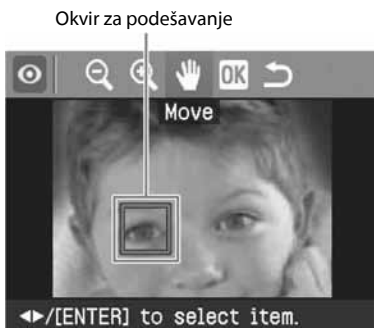 Okvir za podešavanje
OK
Move
◄►/[ENTER] to select item.